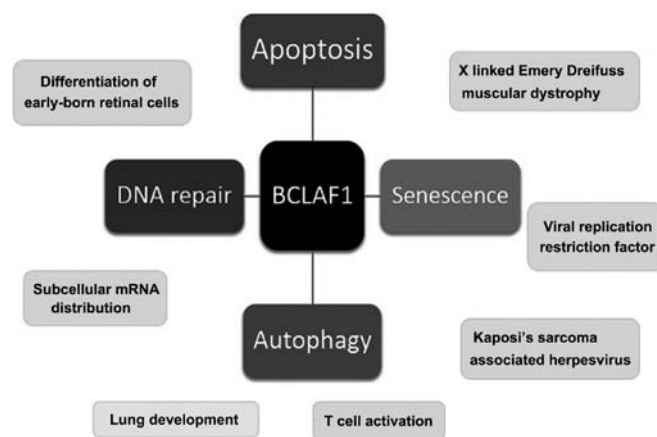 Apoptosis
Differentiation of
early-born retinal cells
X linked Emery Dreifuss
muscular dystrophy
DNA repair
BCLAF1
Senescence
Viral replication
restriction factor
Subcellular mRNA
distribution
Autophagy
Kaposi's sarcoma
associated herpesvirus
Lung development
T cell activation